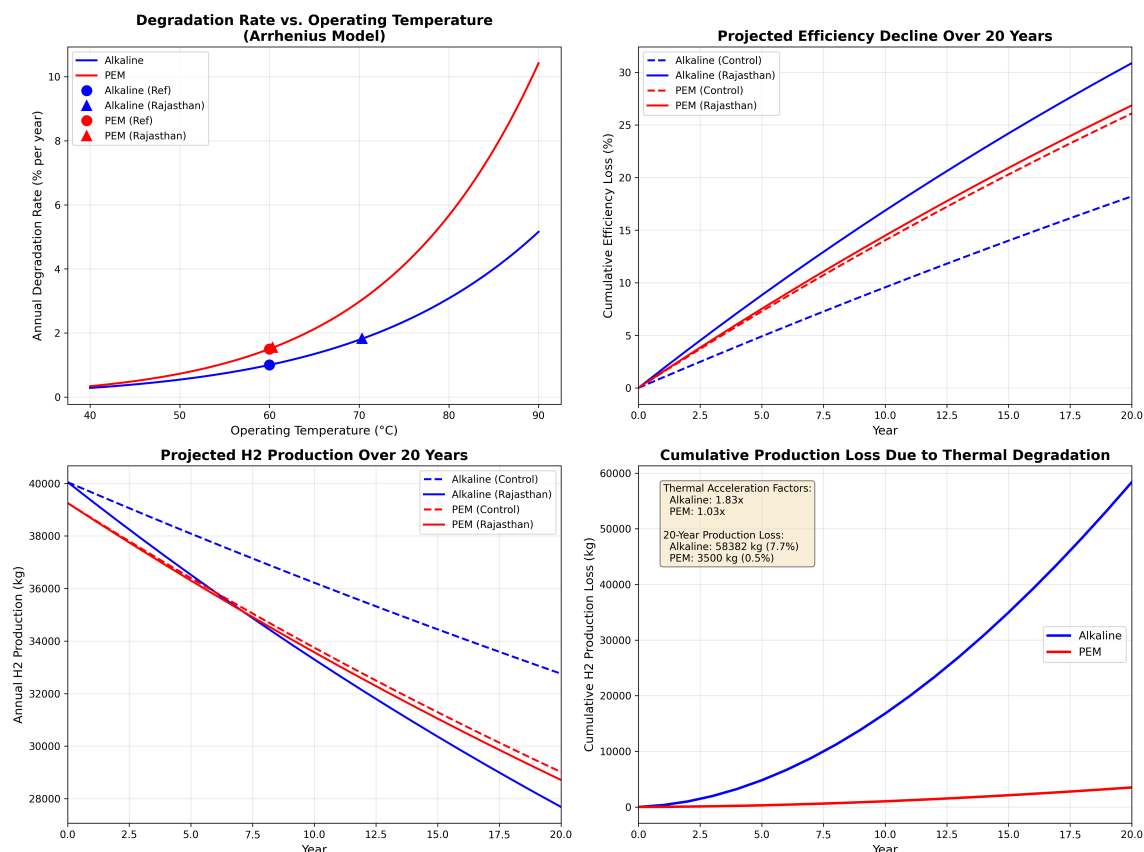 Degradation Rate vs. Operating Temperature
(Arrhenius Model)
Annual Degradation Rate (% per year)
10
8
6
4
2
0
Alkaline
PEM
Alkaline (Ref)
Alkaline (Rajasthan)
PEM (Ref)
PEM (Rajasthan)
40
50
60
70
80
90
Operating Temperature (°C)
Projected Efficiency Decline Over 20 Years
Cumulative Efficiency Loss (%)
30
25
20
15
10
5
0
Alkaline (Control)
Alkaline (Rajasthan)
PEM (Control)
PEM (Rajasthan)
0.0
2.5
5.0
7.5
10.0
12.5
15.0
17.5
20.0
Year
Projected H2 Production Over 20 Years
Annual H2 Production (kg)
40000
38000
36000
34000
32000
30000
28000
Alkaline (Control)
Alkaline (Rajasthan)
PEM (Control)
PEM (Rajasthan)
0.0
2.5
5.0
7.5
10.0
12.5
15.0
17.5
20.0
Year
Cumulative Production Loss Due to Thermal Degradation
Cumulative H2 Production Loss (kg)
60000
50000
40000
30000
20000
10000
0
Thermal Acceleration Factors:
Alkaline: 1.83x
PEM: 1.03x
20-Year Production Loss:
Alkaline: 58382 kg (7.7%)
PEM: 3500 kg (0.5%)
Alkaline
PEM
0.0
2.5
5.0
7.5
10.0
12.5
15.0
17.5
20.0
Year